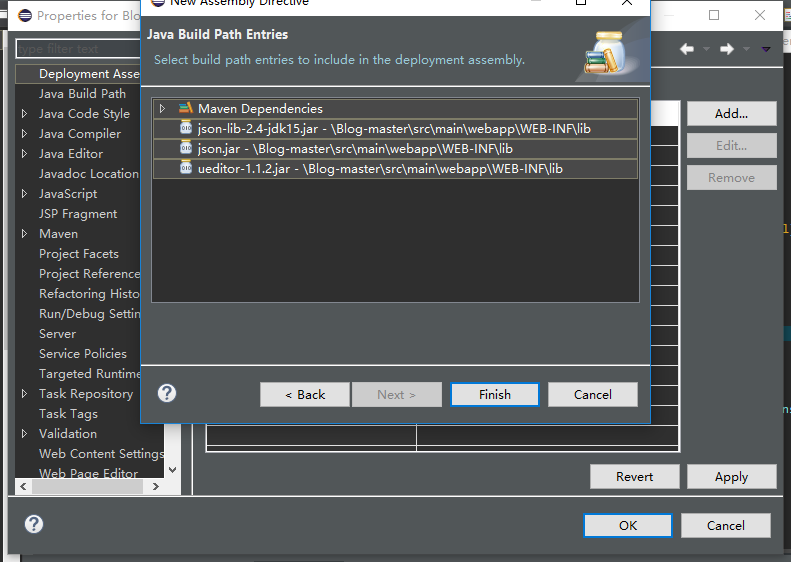 Properties for Blo
New Assembly Directive
Java Build Path Entries
Select build path entries to include in the deployment assembly.
type filter text
Deployment Asse
Java Build Path
Java Code Style
Java Compiler
Java Editor
Javadoc Location
JavaScript
JSP Fragment
Maven
Project Facets
Project Reference
Refactoring Histo
Run/Debug Settin
Server
Service Policies
Targeted Runtime
Task Repository
Task Tags
Validation
Web Content Settings
Web Page Editor
Maven Dependencies
json-lib-2.4-jdk15.jar - \Blog-master\src\main\webapp\WEB-INF\lib
json.jar - \Blog-master\src\main\webapp\WEB-INF\lib
ueditor-1.1.2.jar - \Blog-master\src\main\webapp\WEB-INF\lib
< Back
Next >
Finish
Cancel
Add...
Edit...
Remove
Revert
Apply
OK
Cancel